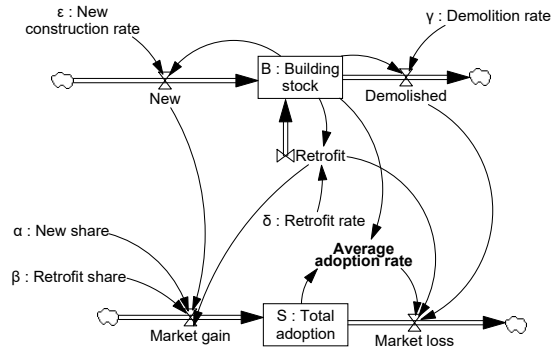 ε : New
construction rate
γ : Demolition rate
B : Building
stock
New
Demolished
Retrofit
δ : Retrofit rate
α : New share
β : Retrofit share
Average
adoption rate
S : Total
adoption
Market gain
Market loss